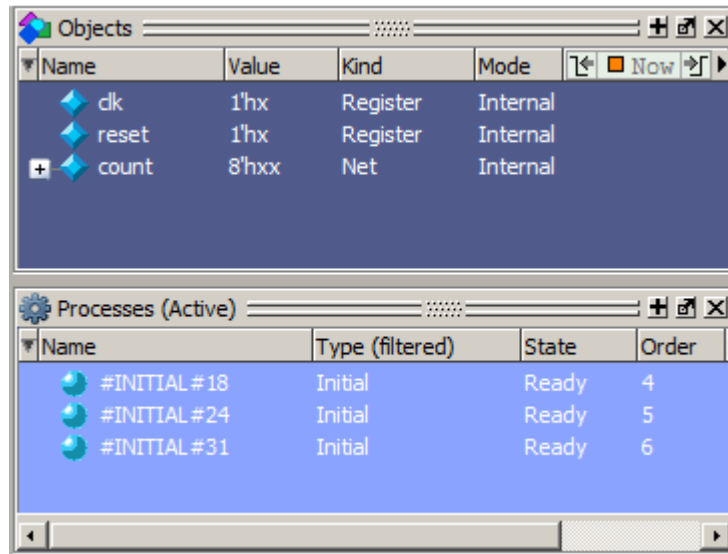 Objects
Name Value Kind Mode Now
clk 1'hx Register Internal
reset 1'hx Register Internal
count 8'hxx Net Internal
Processes (Active)
Name Type (filtered) State Order
#INITIAL#18 Initial Ready 4
#INITIAL#24 Initial Ready 5
#INITIAL#31 Initial Ready 6